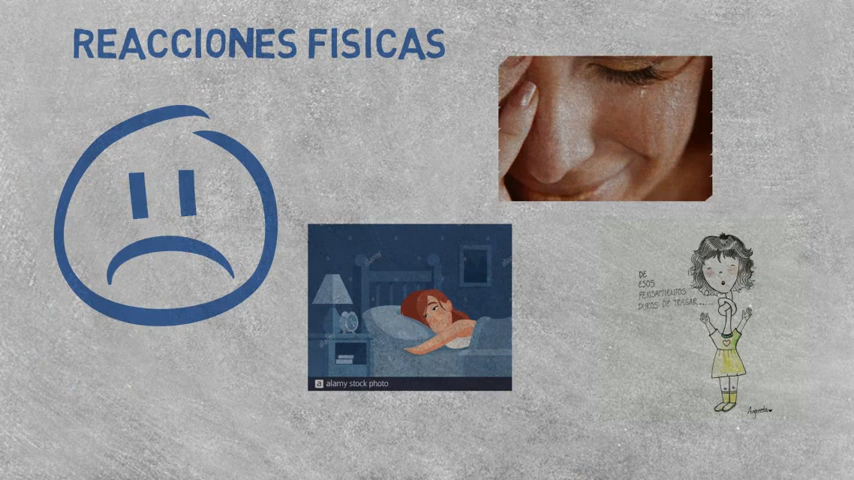 REACCIONES FISICAS
DE
ESOS
PENSAMIENTOS
DUROS DE TRAGAR...
a alamy stock photo